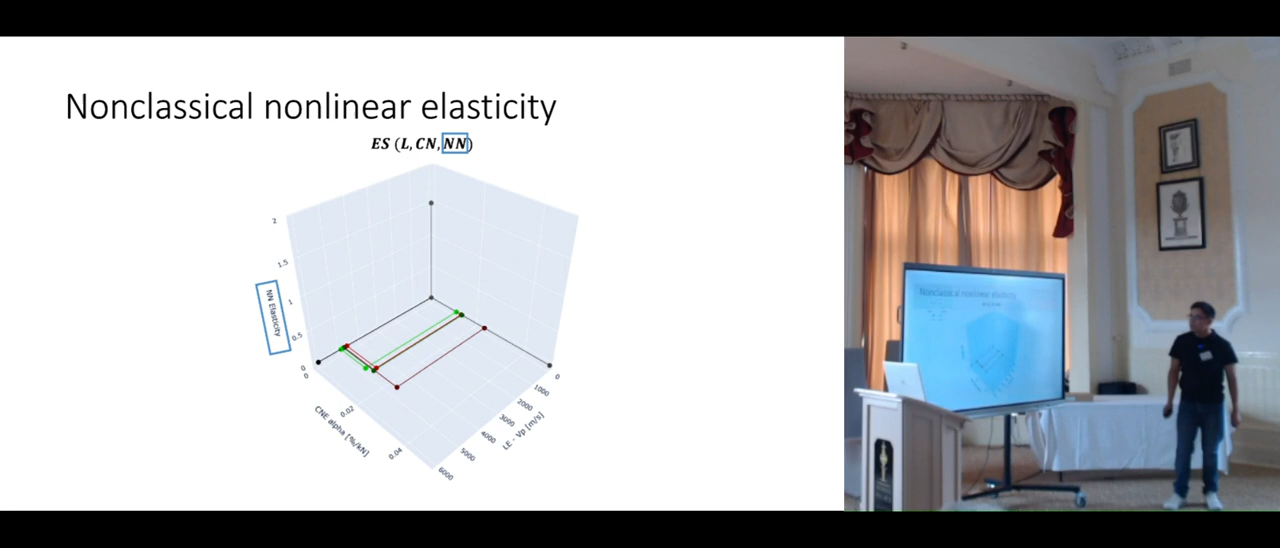 Nonclassical nonlinear elasticity
ES (L, CN, NN)
2
1.5
1
0.5
0
NN Elasticity
0
0.02
0.04
CNE alpha [%/kN]
0
1000
2000
3000
4000
5000
6000
LE - Vp [m/s]
Nonclassical nonlinear elasticity